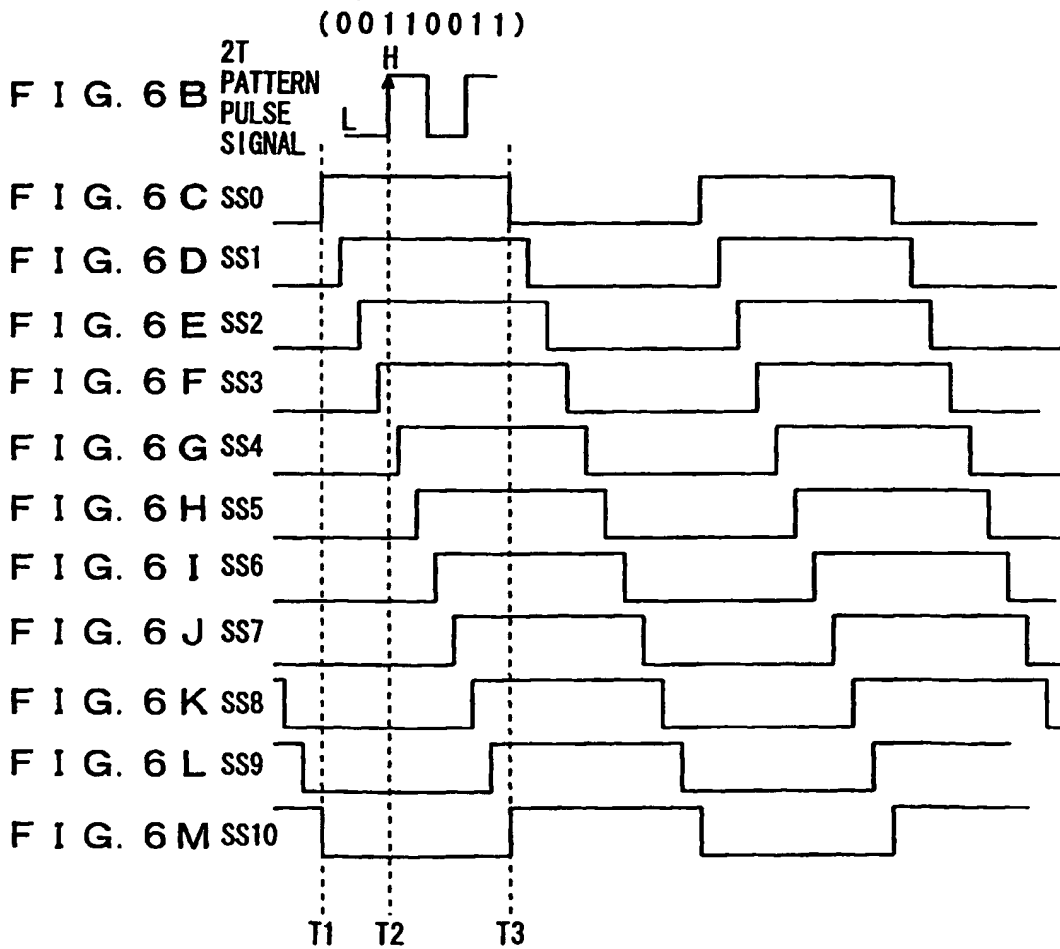 (00110011)
FIG. 6B 2T PATTERN PULSE SIGNAL L H
FIG. 6C SS0
FIG. 6D SS1
FIG. 6E SS2
FIG. 6F SS3
FIG. 6G SS4
FIG. 6H SS5
FIG. 6I SS6
FIG. 6J SS7
FIG. 6K SS8
FIG. 6L SS9
FIG. 6M SS10
T1 T2 T3